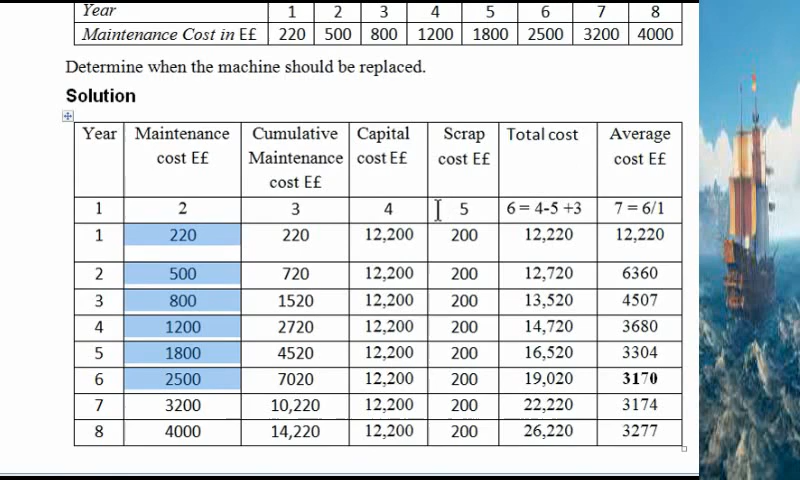 Year 1 2 3 4 5 6 7 8
Maintenance Cost in E£ 220 500 800 1200 1800 2500 3200 4000
Determine when the machine should be replaced.
Solution
Year Maintenance Cumulative Capital Scrap Total cost Average
cost E£ Maintenance cost E£ cost E£ cost E£
cost E£
1 2 3 4 5 6 = 4-5 +3 7 = 6/1
1 220 220 12,200 200 12,220 12,220
2 500 720 12,200 200 12,720 6360
3 800 1520 12,200 200 13,520 4507
4 1200 2720 12,200 200 14,720 3680
5 1800 4520 12,200 200 16,520 3304
6 2500 7020 12,200 200 19,020 3170
7 3200 10,220 12,200 200 22,220 3174
8 4000 14,220 12,200 200 26,220 3277